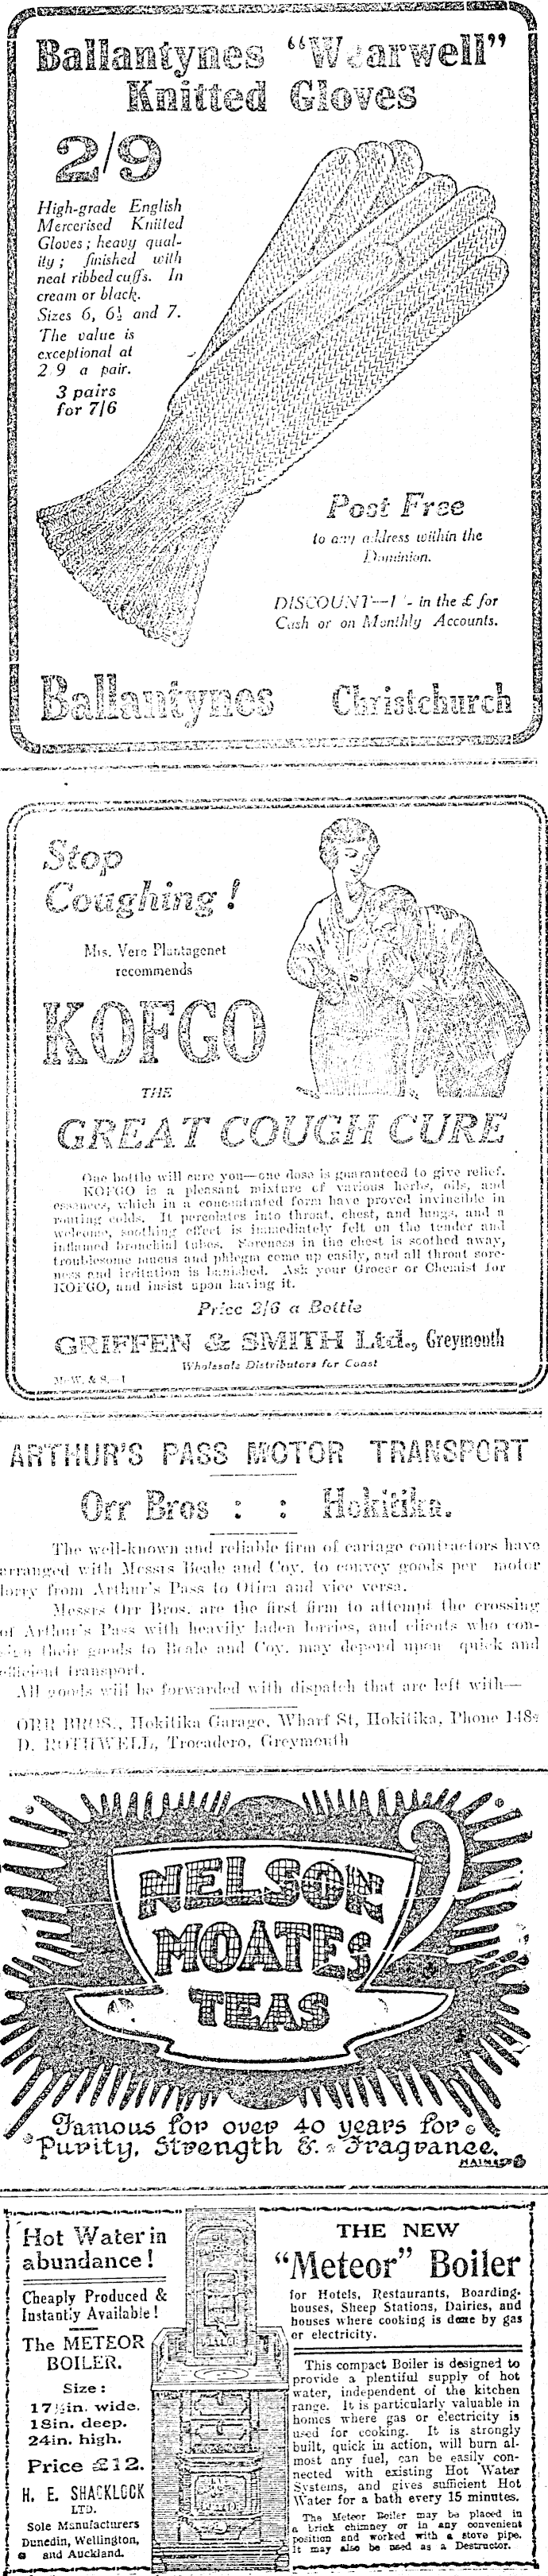 Ballantynes "Wearwell"
Knitted Gloves
2/9
High-grade English
Mercerised Knitted
Gloves; heavy qual-
ity; finished with
neat ribbed cuffs. In
cream or black.
Sizes 6, 6½ and 7.
The value is
exceptional at
2 9 a pair.
3 pairs
for 7/6
Post Free
to any address within the
Dominion.
DISCOUNT—1/- in the £ for
Cash or on Monthly Accounts.
Ballantynes Christchurch
Stop
Coughing!
Mrs. Vere Plantagenet
recommends
KOFGO
THE
GREAT COUGH CURE
One bottle will cure you—one dose is guaranteed to give relief.
KOFGO is a pleasant mixture of various herbs, oils, and
essences, which in a concentrated form have proved invincible in
routing colds. It percolates into throat, chest, and lungs, and a
welcome, soothing effect is immediately felt on the tender and
inflamed bronchial tubes. Soreness in the chest is soothed away,
troublesome mucus and phlegm come up easily, and all throat sore-
ness and irritation is banished. Ask your Grocer or Chemist for
KOFGO, and insist upon having it.
Price 2/6 a Bottle
GRIFFEN & SMITH Ltd., Greymouth
Wholesale Distributors for Coast
M. W. & S.—1
ARTHUR'S PASS MOTOR TRANSPORT
Orr Bros : : Hokitika.
The well-known and reliable firm of cariage contractors have
arranged with Messrs Beale and Coy. to convey goods per motor
lorry from Arthur's Pass to Otira and vice versa.
Messrs Orr Bros. are the first firm to attempt the crossing
of Arthur's Pass with heavily laden lorries, and clients who con-
sign their goods to Beale and Coy. may depend upon quick and
efficient transport.
All goods will be forwarded with dispatch that are left with—
ORR BROS., Hokitika Garage, Wharf St, Hokitika, Phone 148
D. ROTHWELL, Trocadero, Greymouth
NELSON
MOATES
TEAS
Famous for over 40 years for
Purity, Strength & Fragrance.
HAINES
Hot Water in
abundance!
Cheaply Produced &
Instantly Available!
The METEOR
BOILER.
Size:
17½in. wide.
18in. deep.
24in. high.
Price £12.
H. E. SHACKLOCK
LTD.
Sole Manufacturers
Dunedin, Wellington,
and Auckland.
THE NEW
"Meteor" Boiler
for Hotels, Restaurants, Boarding-
houses, Sheep Stations, Dairies, and
houses where cooking is done by gas
or electricity.
This compact Boiler is designed to
provide a plentiful supply of hot
water, independent of the kitchen
range. It is particularly valuable in
homes where gas or electricity is
used for cooking. It is strongly
built, quick in action, will burn al-
most any fuel, can be easily con-
nected with existing Hot Water
Systems, and gives sufficient Hot
Water for a bath every 15 minutes.
The Meteor Boiler may be placed in
a brick chimney or in any convenient
position and worked with a stove pipe.
It may also be used as a Destructor.